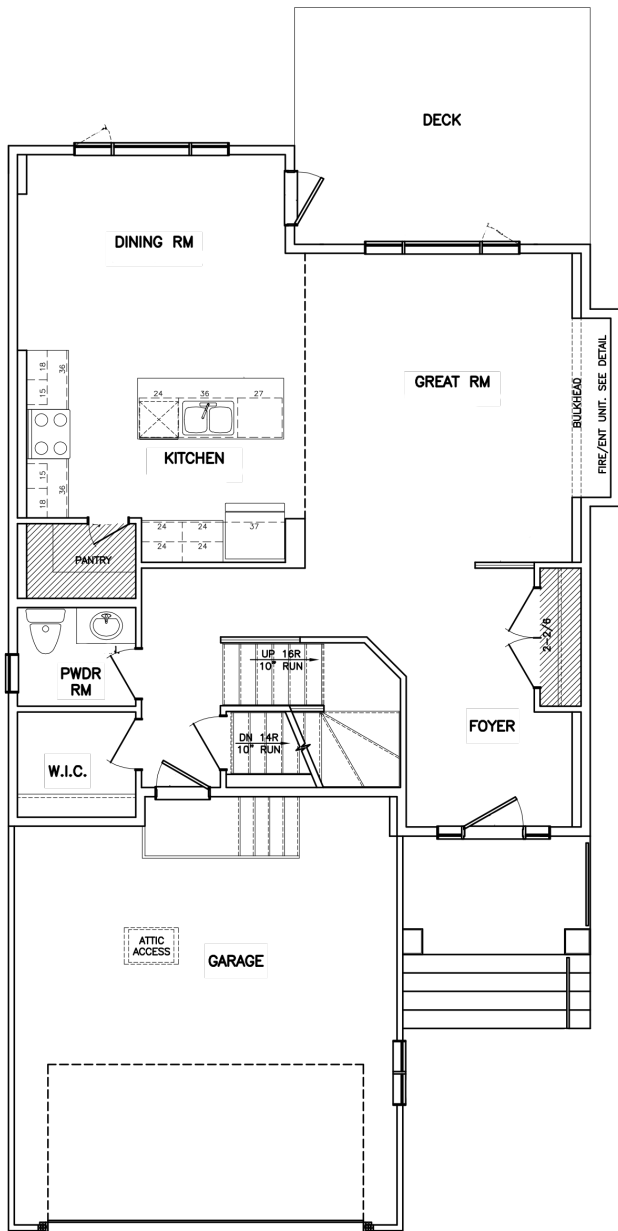 DECK
DINING RM
GREAT RM
BULKHEAD
FIRE/ENT UNIT. SEE DETAIL
18
15
36
24
36
27
KITCHEN
15
18
36
24
24
24
24
37
PANTRY
2-2/6
PWDR
RM
UP 16R
10" RUN
FOYER
W.I.C.
DN 14R
10" RUN
ATTIC
ACCESS
GARAGE